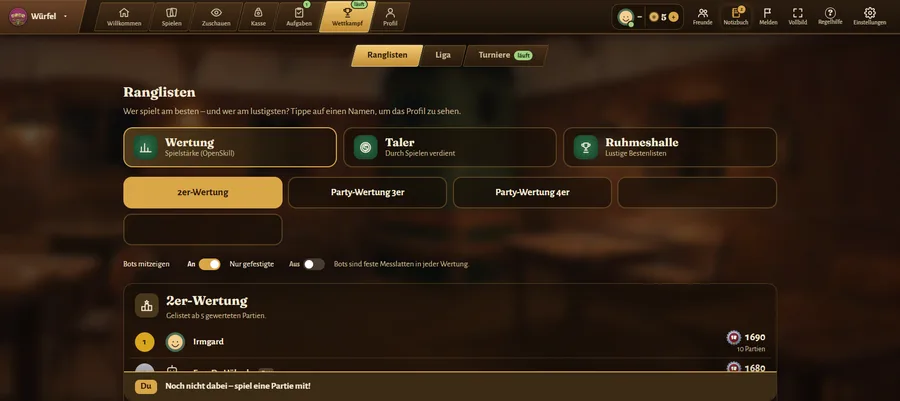 Würfel
Willkommen
Spielen
Zuschauen
Kasse
1
Aufgaben
läuft
Wettkampf
Profil
–
5
Freunde
Notizbuch
Melden
Vollbild
Regelhilfe
Einstellungen
Ranglisten
Liga
Turniere läuft
Ranglisten
Wer spielt am besten – und wer am lustigsten? Tippe auf einen Namen, um das Profil zu sehen.
Wertung
Spielstärke (OpenSkill)
Taler
Durch Spielen verdient
Ruhmeshalle
Lustige Bestenlisten
2er-Wertung
Party-Wertung 3er
Party-Wertung 4er
Bots mitzeigen An Nur gefestigte Aus Bots sind feste Messlatten in jeder Wertung.
2er-Wertung
Gelistet ab 5 gewerteten Partien.
1 Irmgard 1690
10 Partien
1680
Du Noch nicht dabei – spiel eine Partie mit!